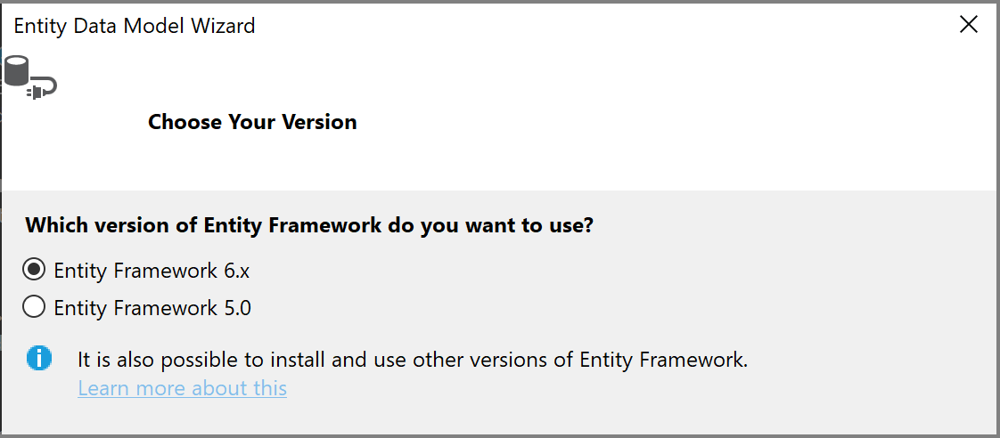 Entity Data Model Wizard
Choose Your Version
Which version of Entity Framework do you want to use?
Entity Framework 6.x
Entity Framework 5.0
It is also possible to install and use other versions of Entity Framework.
Learn more about this